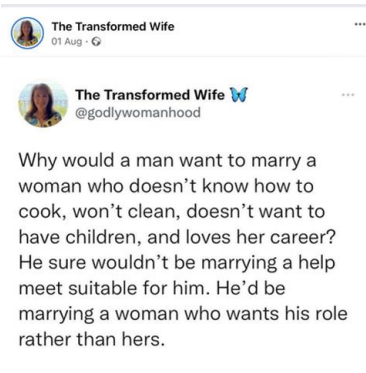 The Transformed Wife
01 Aug ·
The Transformed Wife 🦋
@godlywomanhood
Why would a man want to marry a
woman who doesn't know how to
cook, won't clean, doesn't want to
have children, and loves her career?
He sure wouldn't be marrying a help
meet suitable for him. He'd be
marrying a woman who wants his role
rather than hers.